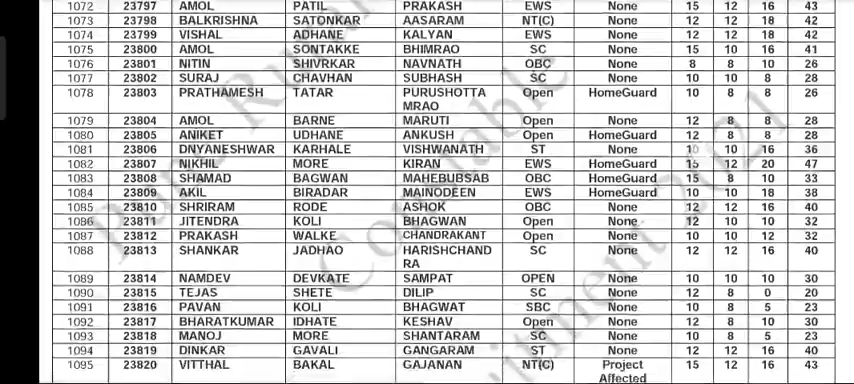 1072 23797 AMOL PATIL PRAKASH EWS None 15 12 16 43
1073 23798 BALKRISHNA SATONKAR AASARAM NT(C) None 12 12 18 42
1074 23799 VISHAL ADHANE KALYAN EWS None 12 12 18 42
1075 23800 AMOL SONTAKKE BHIMRAO SC None 15 10 16 41
1076 23801 NITIN SHIVRKAR NAVNATH OBC None 8 8 10 26
1077 23802 SURAJ CHAVHAN SUBHASH SC None 10 10 8 28
1078 23803 PRATHAMESH TATAR PURUSHOTTA Open HomeGuard 10 8 8 26
MRAO
1079 23804 AMOL BARNE MARUTI Open None 12 8 8 28
1080 23805 ANIKET UDHANE ANKUSH Open HomeGuard 12 8 8 28
1081 23806 DNYANESHWAR KARHALE VISHWANATH ST None 10 10 16 36
1082 23807 NIKHIL MORE KIRAN EWS HomeGuard 15 12 20 47
1083 23808 SHAMAD BAGWAN MAHEBUBSAB OBC HomeGuard 15 8 10 33
1084 23809 AKIL BIRADAR MAINODEEN EWS HomeGuard 10 10 18 38
1085 23810 SHRIRAM RODE ASHOK OBC None 12 12 16 40
1086 23811 JITENDRA KOLI BHAGWAN Open None 12 10 10 32
1087 23812 PRAKASH WALKE CHANDRAKANT Open None 10 10 12 32
1088 23813 SHANKAR JADHAO HARISHCHAND SC None 12 12 16 40
RA
1089 23814 NAMDEV DEVKATE SAMPAT OPEN None 10 10 10 30
1090 23815 TEJAS SHETE DILIP SC None 12 8 0 20
1091 23816 PAVAN KOLI BHAGWAT SBC None 10 8 5 23
1092 23817 BHARATKUMAR IDHATE KESHAV Open None 12 8 10 30
1093 23818 MANOJ MORE SHANTARAM SC None 10 8 5 23
1094 23819 DINKAR GAVALI GANGARAM ST None 12 12 16 40
1095 23820 VITTHAL BAKAL GAJANAN NT(C) Project 15 12 16 43
Affected